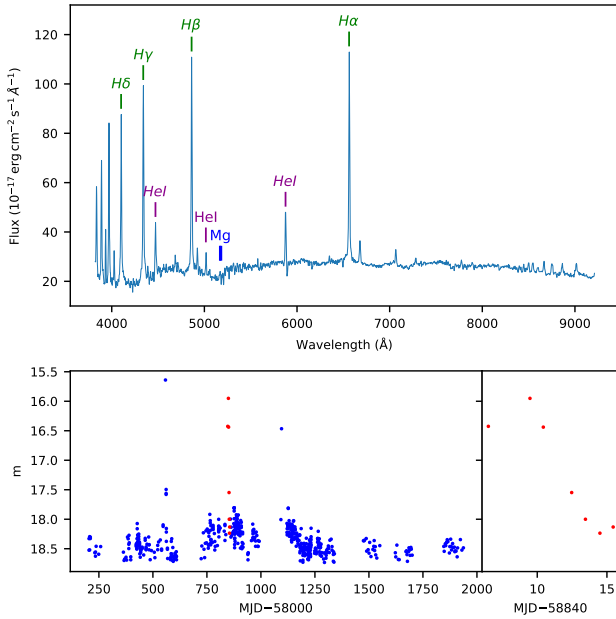 Hα
Hβ
Hγ
Hδ
HeI
HeI
HeI
Mg
120
100
80
60
40
20
Flux (10⁻¹⁷ erg cm⁻² s⁻¹ Å⁻¹)
4000 5000 6000 7000 8000 9000
Wavelength (Å)
15.5
16.0
16.5
17.0
17.5
18.0
18.5
m
250 500 750 1000 1250 1500 1750 2000 10 15
MJD−58000 MJD−58840